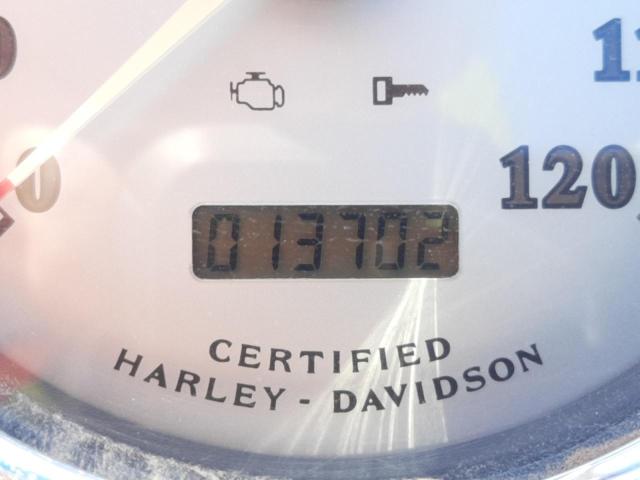 120
013702
CERTIFIED
HARLEY - DAVIDSON